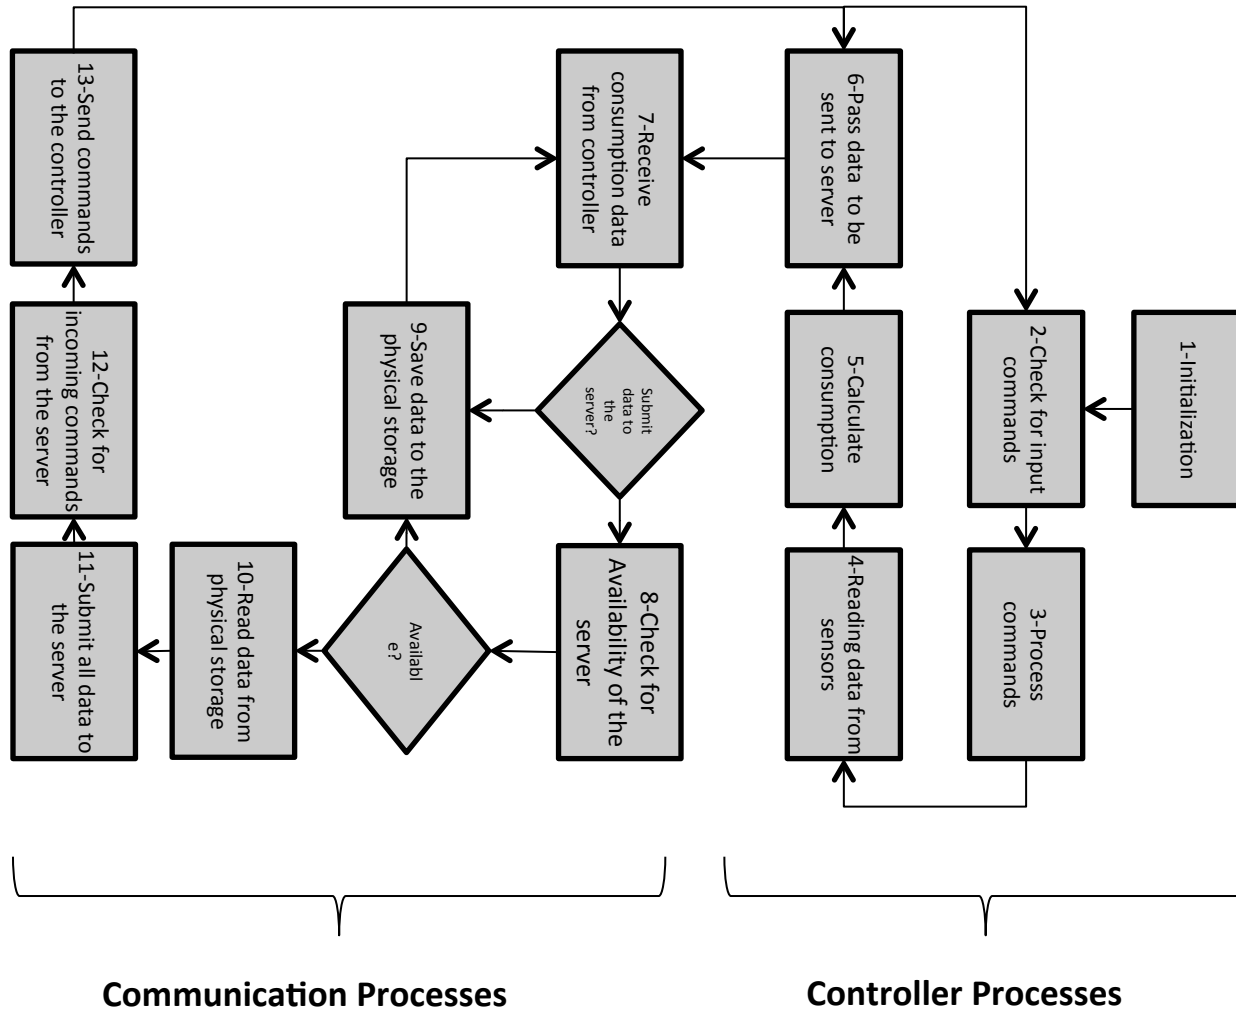 1-Initialization
2-Check for input
commands
3-Process
commands
4-Reading data from
sensors
5-Calculate
consumption
6-Pass data  to be
sent to server
7-Receive
consumption data
from controller
Submit
data to
the
server?
8-Check for
Availability of the
server
9-Save data to the
physical storage
Availabl
e?
10-Read data from
physical storage
11-Submit all data to
the server
12-Check for
incoming commands
from the server
13-Send commands
to the controller
Communication Processes
Controller Processes